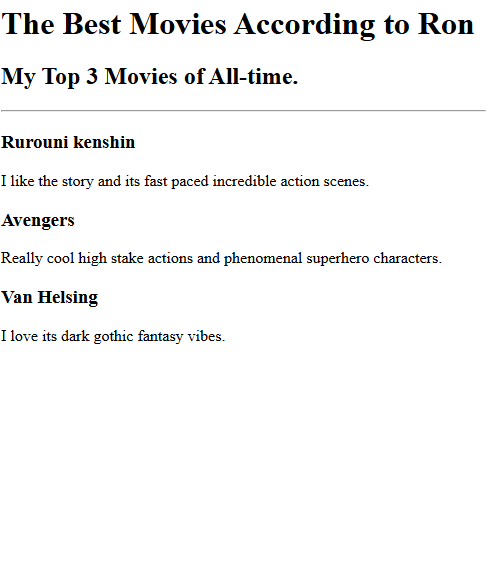 The Best Movies According to Ron
My Top 3 Movies of All-time.
Rurouni kenshin
I like the story and its fast paced incredible action scenes.
Avengers
Really cool high stake actions and phenomenal superhero characters.
Van Helsing
I love its dark gothic fantasy vibes.